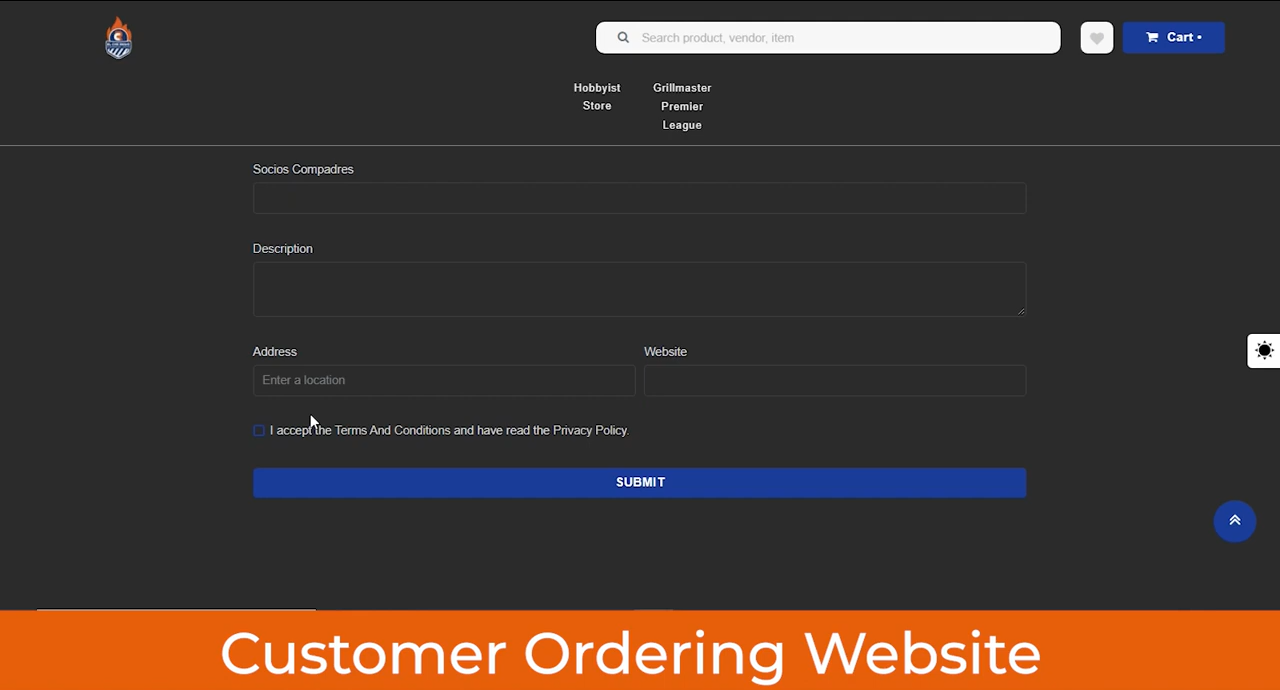 Search product, vendor, item
Cart •
Hobbyist
Store
Grillmaster
Premier
League
Socios Compadres
Description
Address
Website
Enter a location
I accept the Terms And Conditions and have read the Privacy Policy.
SUBMIT
Customer Ordering Website